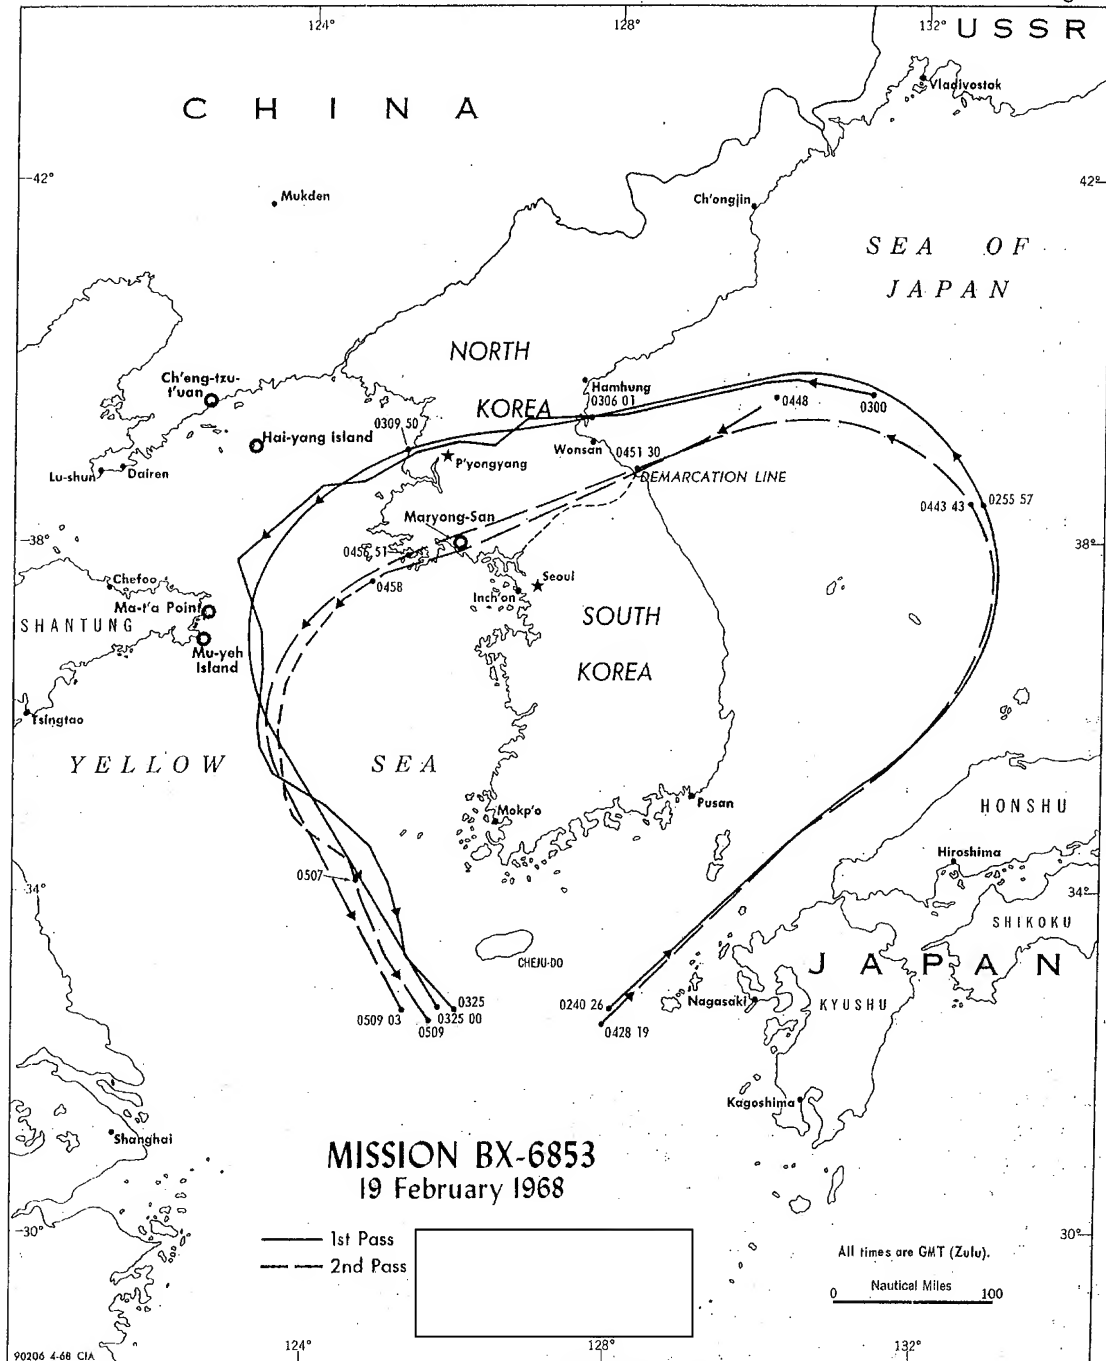 124°
128°
132°
USSR
Vladivostok
CHINA
42°
42°
Mukden
Ch'ongjin
SEA OF
JAPAN
NORTH
KOREA
Ch'eng-tzu-
t'uan
Hamhung
0306 01
0448
0300
0309 50
Hai-yang Island
Wonsan
0451 30
P'yongyang
Lu-shun
Dairen
DEMARCATION LINE
0443 43
0255 57
Maryong-San
38°
38°
0456 51
0458
Chefoo
Seoul
Inch'on
Ma-t'a Point
SHANTUNG
SOUTH
KOREA
Mu-yeh
Island
Tsingtao
YELLOW SEA
Pusan
HONSHU
Mokp'o
Hiroshima
0507
34°
34°
SHIKOKU
CHEJU-DO
JAPAN
Nagasaki
KYUSHU
0325
0325 00
0509 03
0509
0240 26
0428 19
Kagoshima
Shanghai
MISSION BX-6853
19 February 1968
30°
30°
1st Pass
2nd Pass
All times are GMT (Zulu).
Nautical Miles
0 100
124°
128°
132°
90206 4-68 CIA